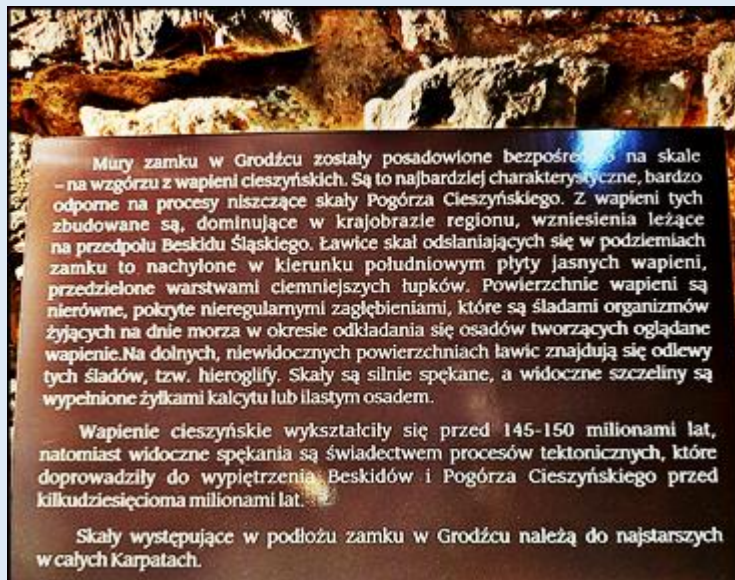 Mury zamku w Grodźcu zostały posadowione bezpośrednio na skale
– na wzgórzu z wapieni cieszyńskich. Są to najbardziej charakterystyczne, bardzo
odporne na procesy niszczące skały Pogórza Cieszyńskiego. Z wapieni tych
zbudowane są, dominujące w krajobrazie regionu, wzniesienia leżące
na przedpolu Beskidu Śląskiego. Ławice skał odsłaniających się w podziemiach
zamku to nachylone w kierunku południowym płyty jasnych wapieni,
przedzielone warstwami ciemniejszych łupków. Powierzchnie wapieni są
nierówne, pokryte nieregularnymi zagłębieniami, które są śladami organizmów
żyjących na dnie morza w okresie odkładania się osadów tworzących oglądane
wapienie.Na dolnych, niewidocznych powierzchniach ławic znajdują się odlewy
tych śladów, tzw. hieroglify. Skały są silnie spękane, a widoczne szczeliny są
wypełnione żyłkami kalcytu lub ilastym osadem.
Wapienie cieszyńskie wykształciły się przed 145-150 milionami lat,
natomiast widoczne spękania są świadectwem procesów tektonicznych, które
doprowadziły do wypiętrzenia Beskidów i Pogórza Cieszyńskiego przed
kilkudziesięcioma milionami lat.
Skały występujące w podłożu zamku w Grodźcu należą do najstarszych
w całych Karpatach.